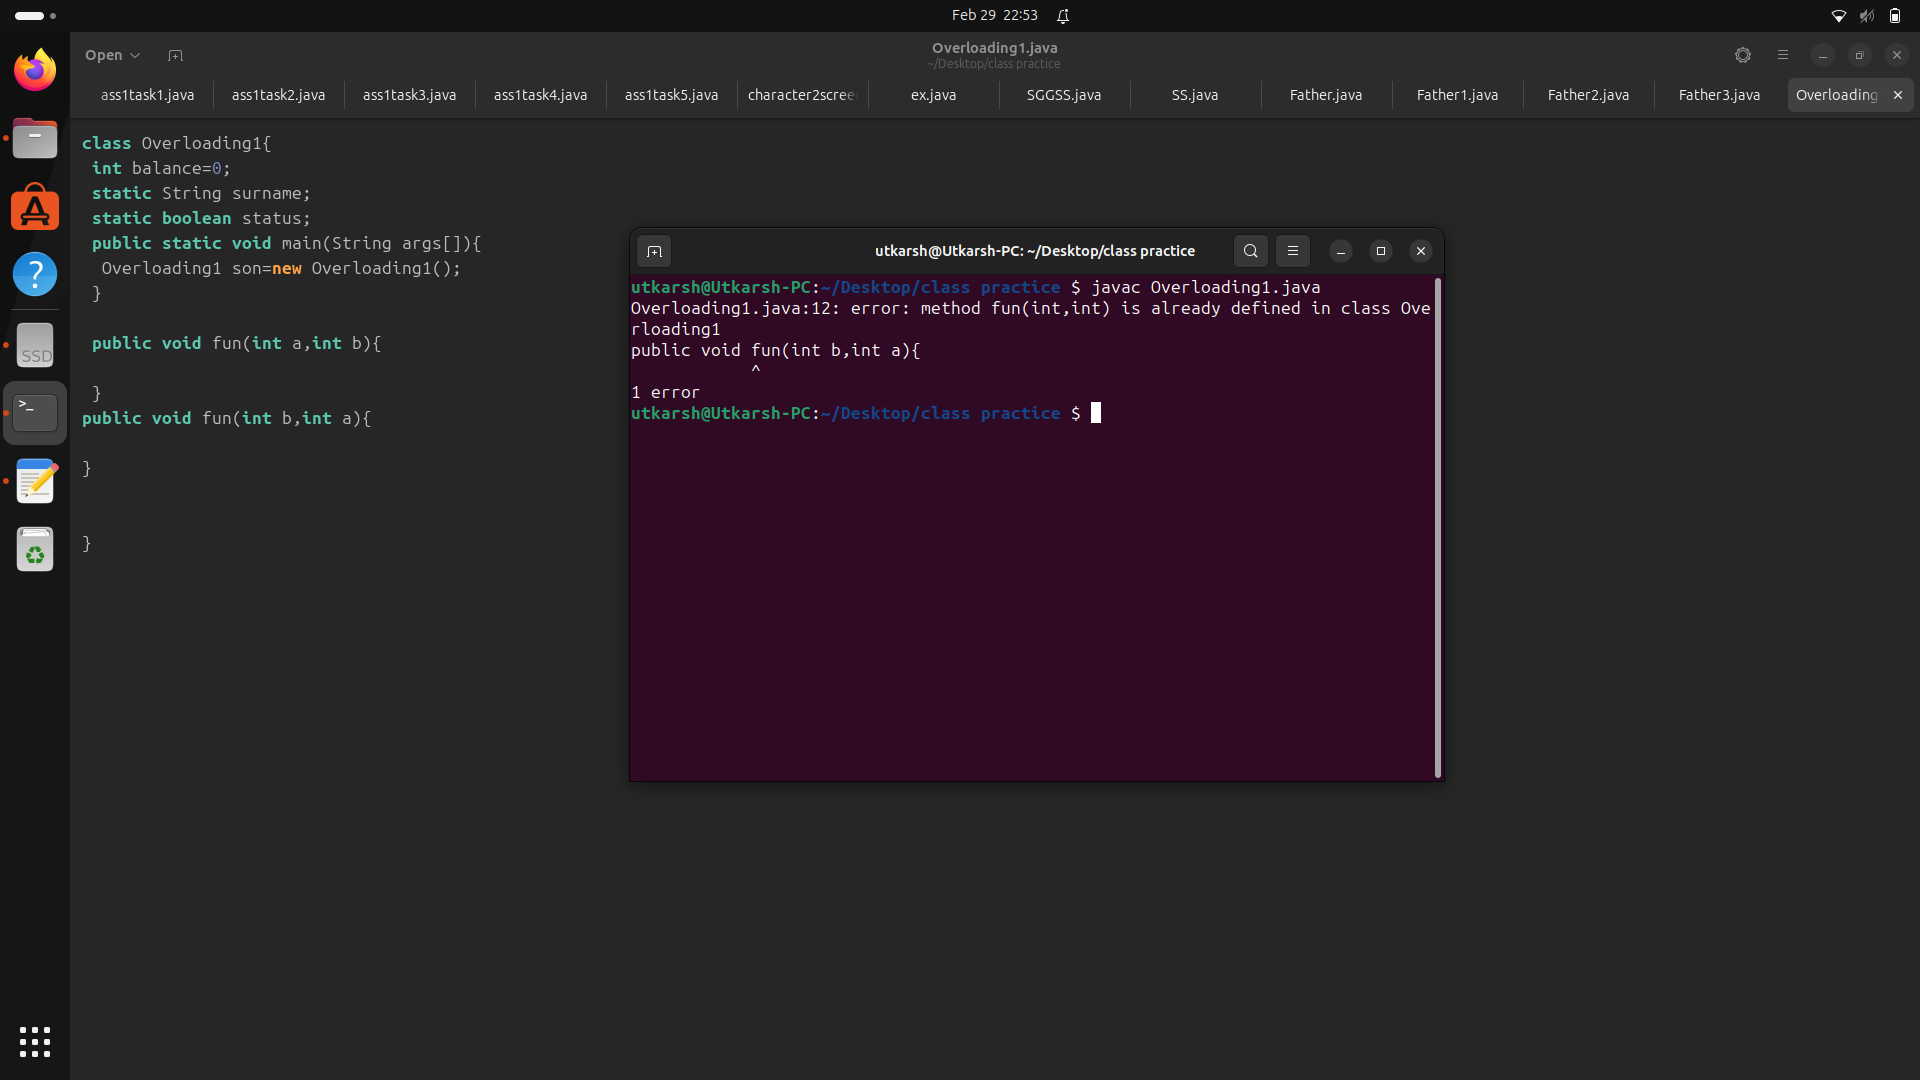 Feb 29 22:53
Open
Overloading1.java
~/Desktop/class practice
ass1task1.java ass1task2.java ass1task3.java ass1task4.java ass1task5.java character2scree ex.java SGGSS.java SS.java Father.java Father1.java Father2.java Father3.java Overloading
class Overloading1{
int balance=0;
static String surname;
static boolean status;
public static void main(String args[]){
Overloading1 son=new Overloading1();
}
public void fun(int a,int b){
}
public void fun(int b,int a){
}
}
SSD
utkarsh@Utkarsh-PC: ~/Desktop/class practice
utkarsh@Utkarsh-PC:~/Desktop/class practice $ javac Overloading1.java
Overloading1.java:12: error: method fun(int,int) is already defined in class Ove
rloading1
public void fun(int b,int a){
^
1 error
utkarsh@Utkarsh-PC:~/Desktop/class practice $